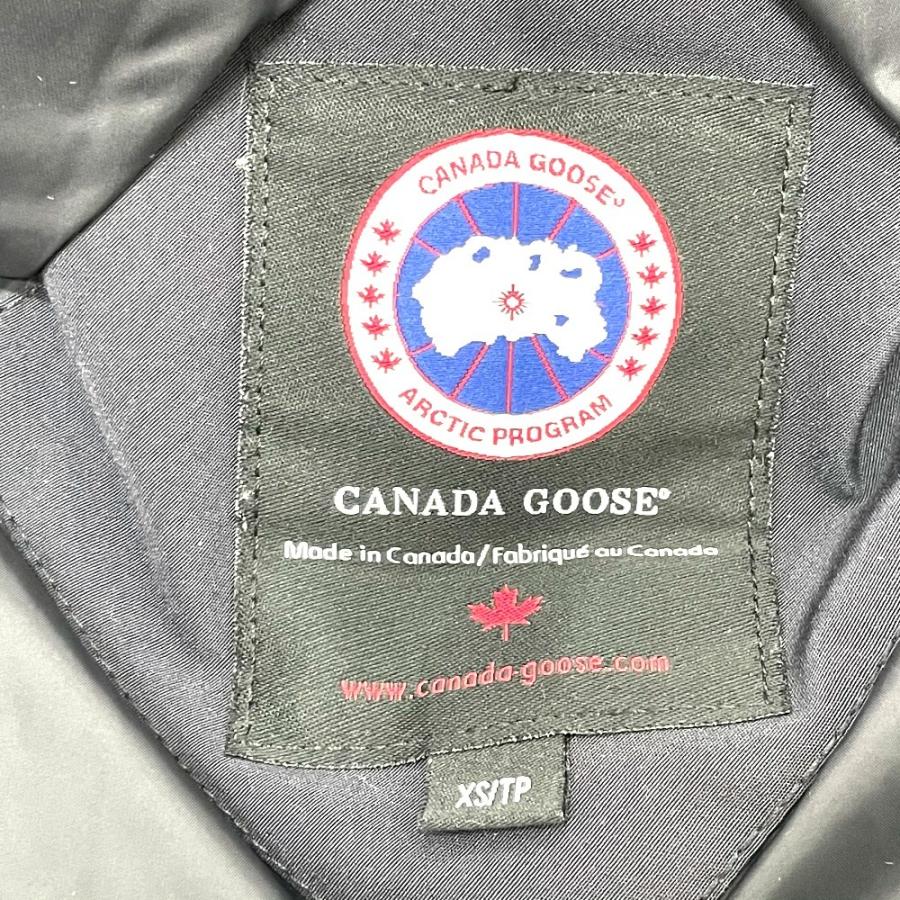 CANADA GOOSE®
ARCTIC PROGRAM
CANADA GOOSE®
Made in Canada/Fabriqué au Canada
www.canada-goose.com
XS/TP